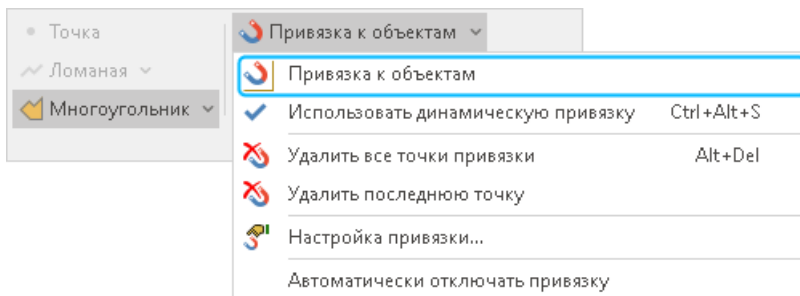 Точка
Ломаная
Многоугольник
Привязка к объектам
Привязка к объектам
Использовать динамическую привязку Ctrl+Alt+S
Удалить все точки привязки Alt+Del
Удалить последнюю точку
Настройка привязки...
Автоматически отключать привязку